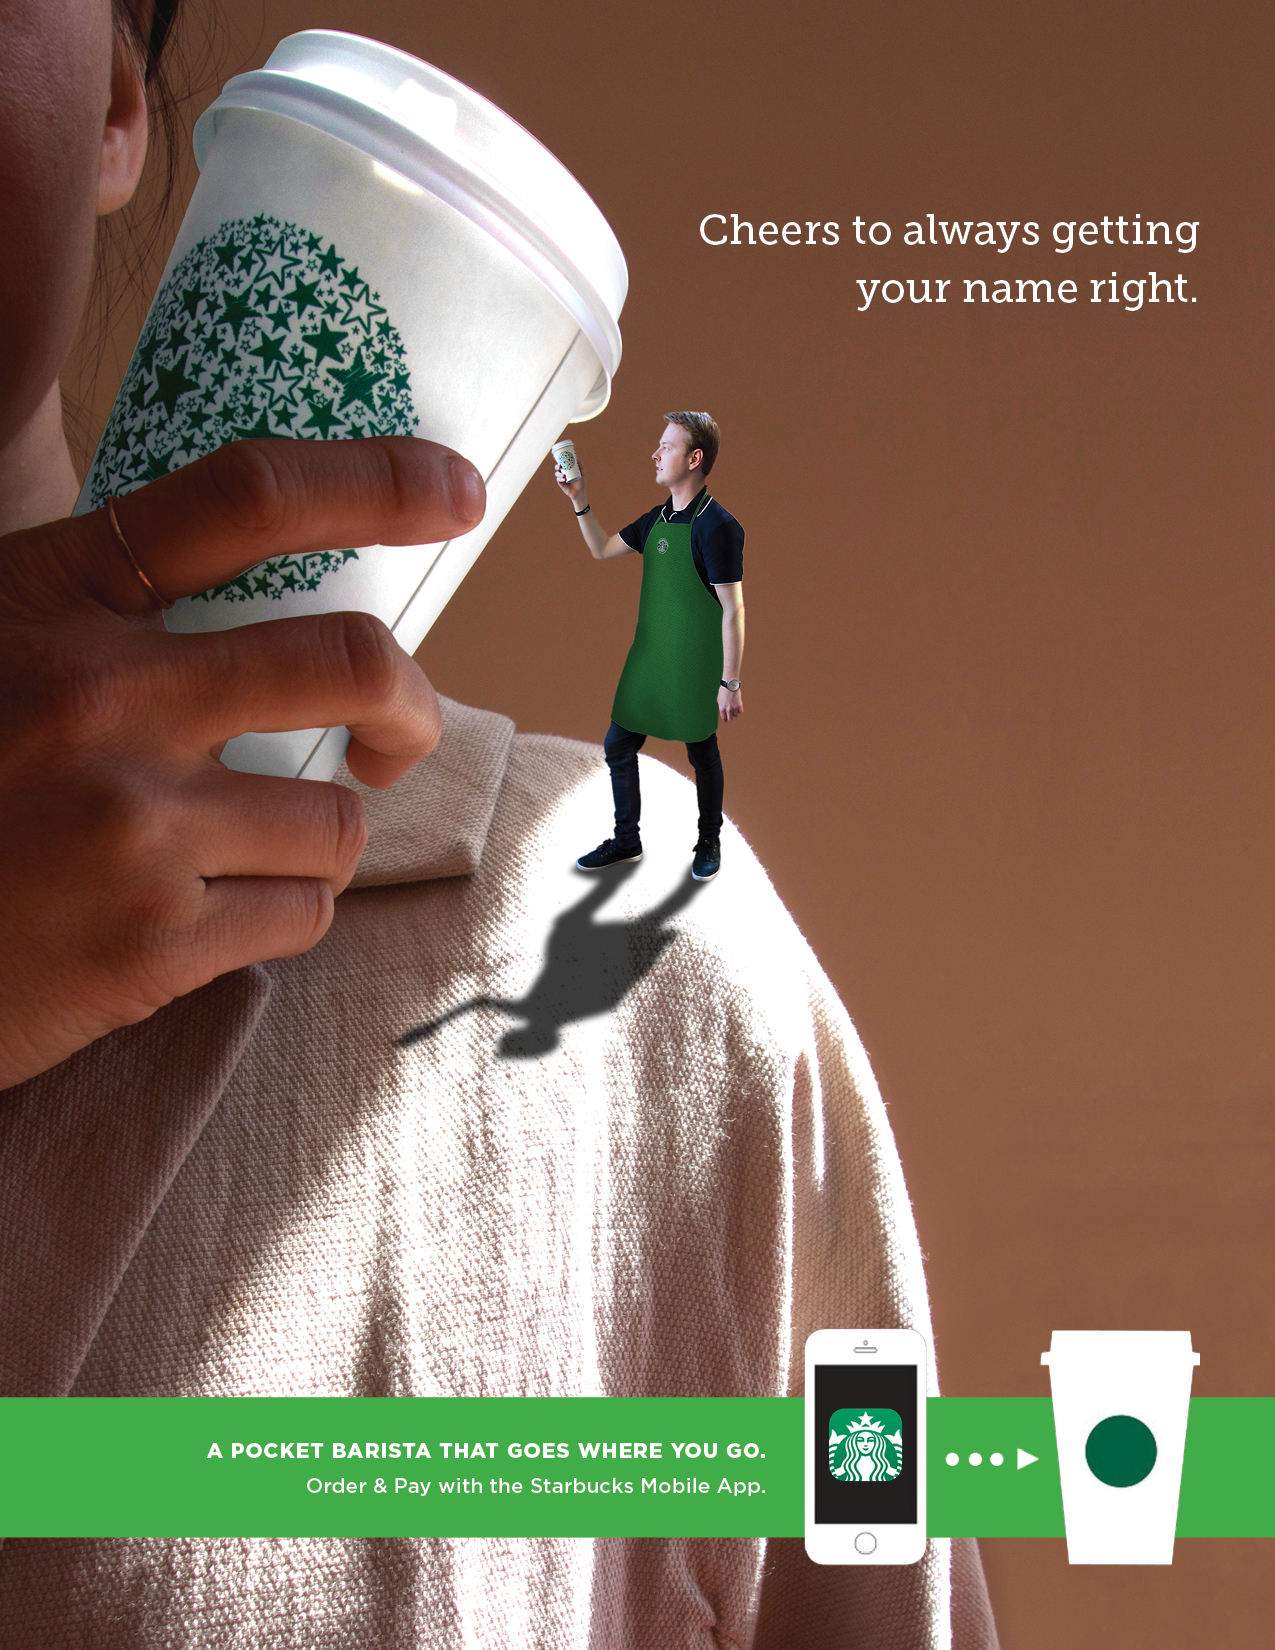 Cheers to always getting
your name right.
A POCKET BARISTA THAT GOES WHERE YOU GO.
Order & Pay with the Starbucks Mobile App.